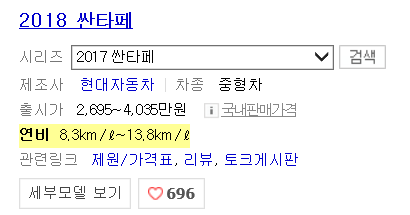 2018 싼타페
시리즈 2017 싼타페 검색
제조사 현대자동차 차종 중형차
출시가 2,695~4,035만원 i 국내판매가격
연비 8.3km/ℓ~13.8km/ℓ
관련링크 제원/가격표, 리뷰, 토크게시판
세부모델 보기 696